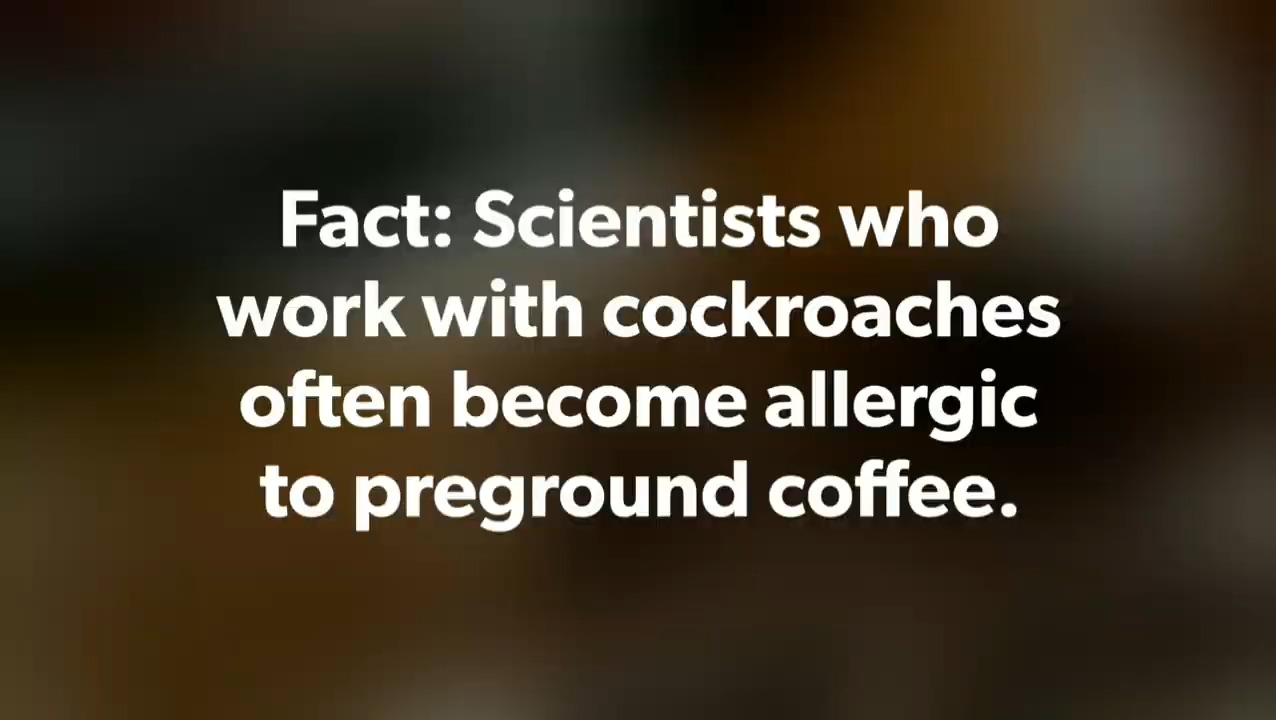 Fact: Scientists who
work with cockroaches
often become allergic
to preground coffee.